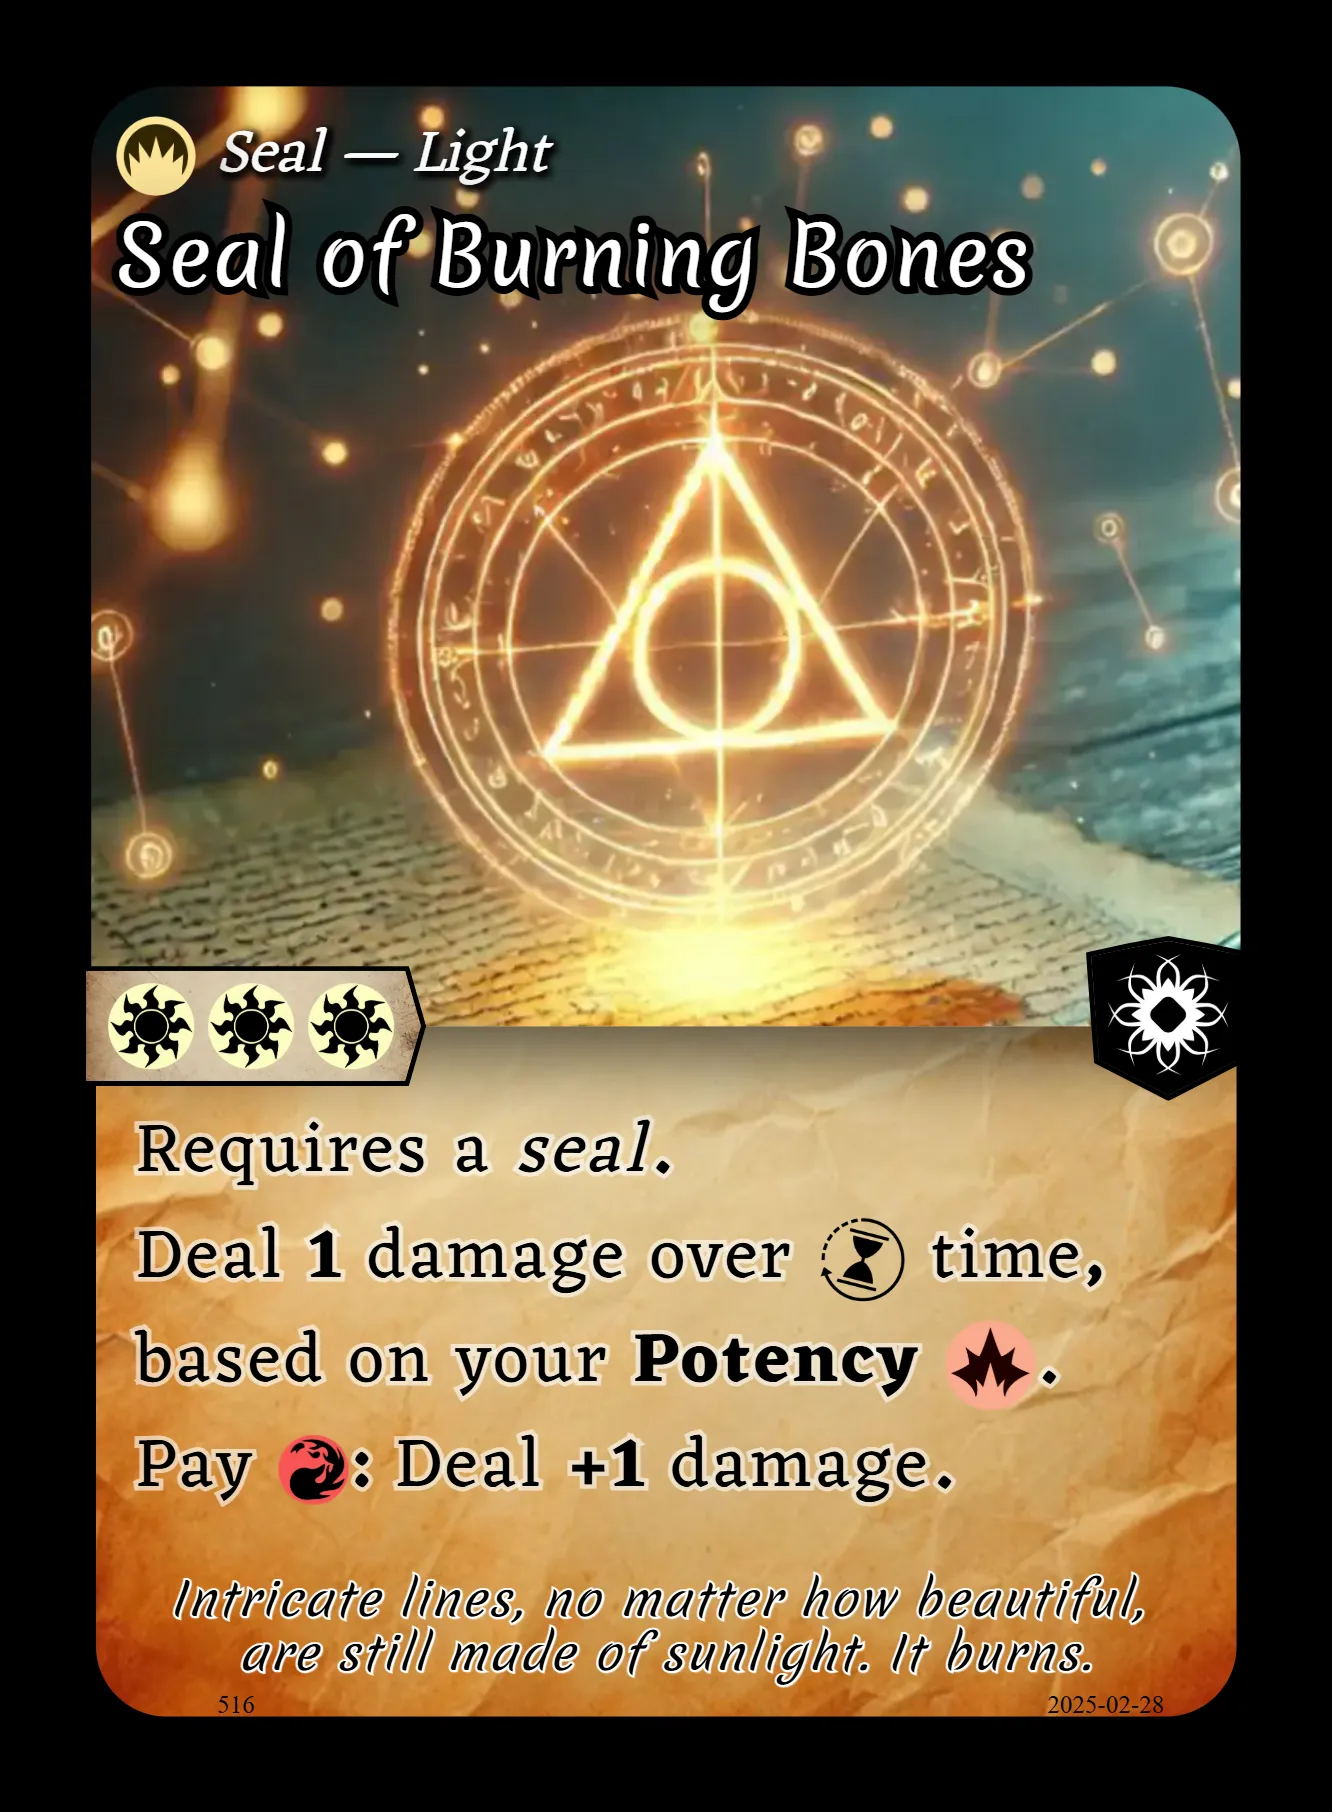 Seal — Light
Seal of Burning Bones
Requires a seal.
Deal 1 damage over time,
based on your Potency .
Pay : Deal +1 damage.
Intricate lines, no matter how beautiful,
are still made of sunlight. It burns.
516 2025-02-28